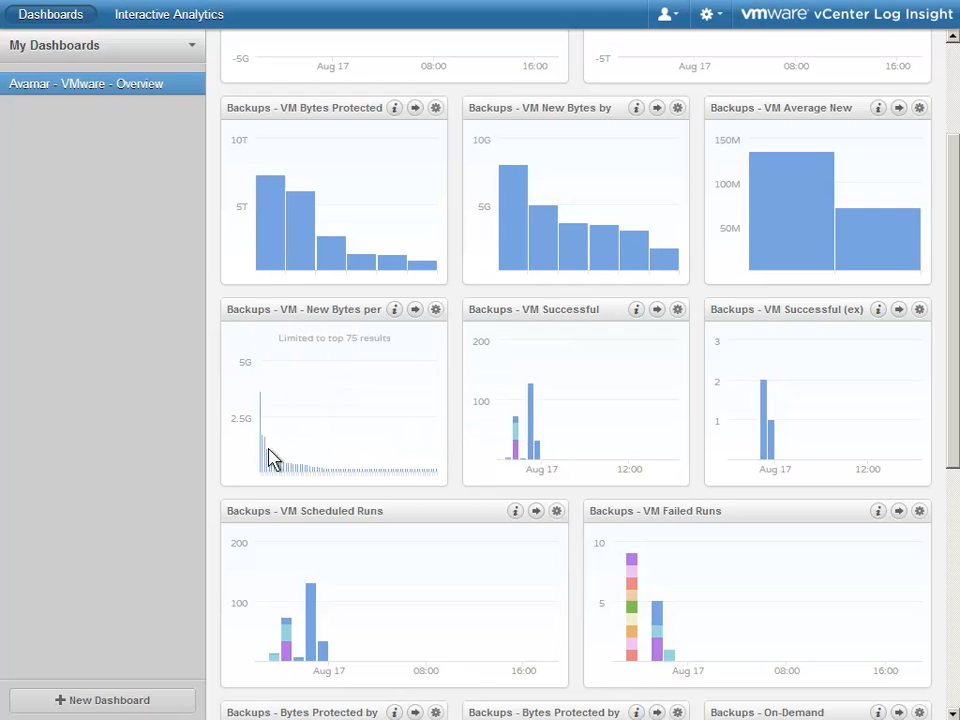 Dashboards Interactive Analytics vmware vCenter Log Insight
My Dashboards
Avamar - VMware - Overview
-5G -5T
Aug 17 08:00 16:00 Aug 17 08:00 16:00
Backups - VM Bytes Protected Backups - VM New Bytes by Backups - VM Average New
10T 10G 150M
100M
5T 5G
50M
Backups - VM - New Bytes per Backups - VM Successful Backups - VM Successful (ex)
Limited to top 75 results
200 3
5G
2
100
2.5G 1
Aug 17 12:00 Aug 17 12:00
Backups - VM Scheduled Runs Backups - VM Failed Runs
200 10
100 5
Aug 17 08:00 16:00 Aug 17 08:00 16:00
+ New Dashboard
Backups - Bytes Protected by Backups - Bytes Protected by Backups - On-Demand